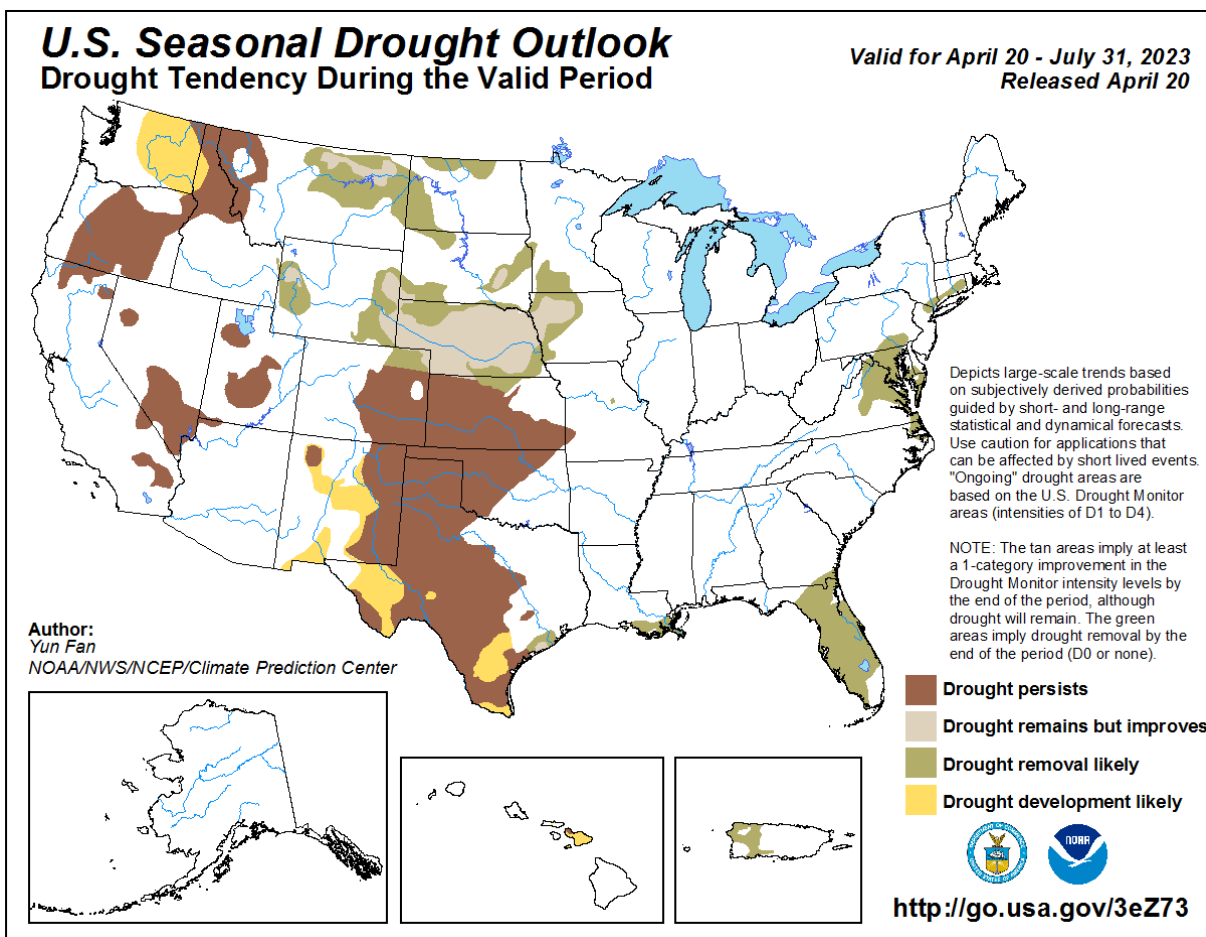 U.S. Seasonal Drought Outlook
Drought Tendency During the Valid Period
Valid for April 20 - July 31, 2023
Released April 20
Depicts large-scale trends based
on subjectively derived probabilities
guided by short- and long-range
statistical and dynamical forecasts.
Use caution for applications that
can be affected by short lived events.
"Ongoing" drought areas are
based on the U.S. Drought Monitor
areas (intensities of D1 to D4).
NOTE: The tan areas imply at least
a 1-category improvement in the
Drought Monitor intensity levels by
the end of the period, although
drought will remain. The green
areas imply drought removal by the
end of the period (D0 or none).
Author:
Yun Fan
NOAA/NWS/NCEP/Climate Prediction Center
Drought persists
Drought remains but improves
Drought removal likely
Drought development likely
NOAA
http://go.usa.gov/3eZ73